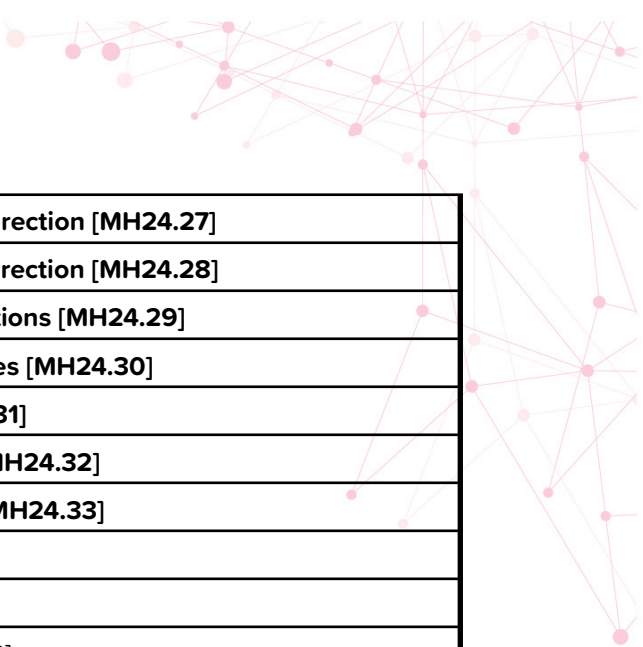 rection [MH24.27]
rection [MH24.28]
tions [MH24.29]
es [MH24.30]
31]
MH24.32]
MH24.33]